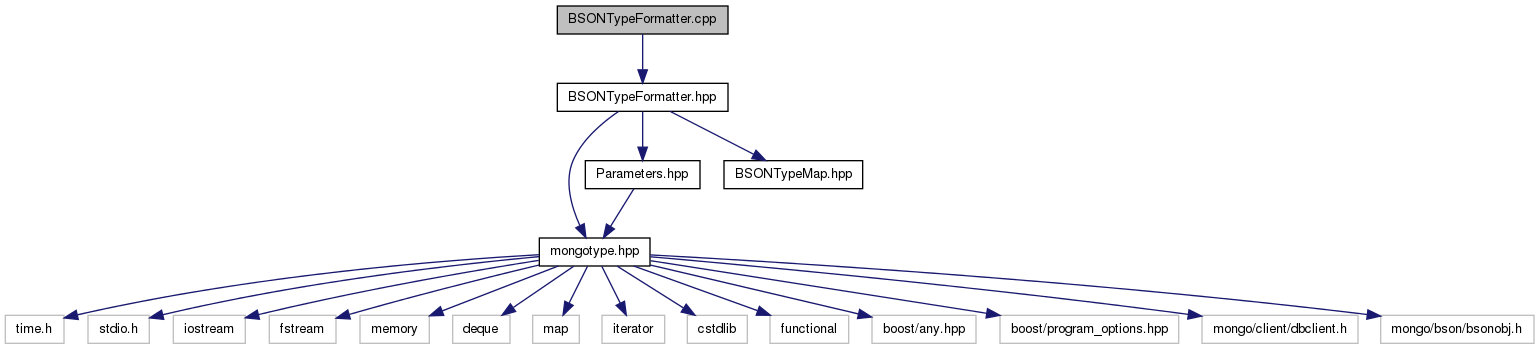 BSONTypeFormatter.cpp
BSONTypeFormatter.hpp
Parameters.hpp
BSONTypeMap.hpp
mongotype.hpp
time.h
stdio.h
iostream
fstream
memory
deque
map
iterator
cstdlib
functional
boost/any.hpp
boost/program_options.hpp
mongo/client/dbclient.h
mongo/bson/bsonobj.h